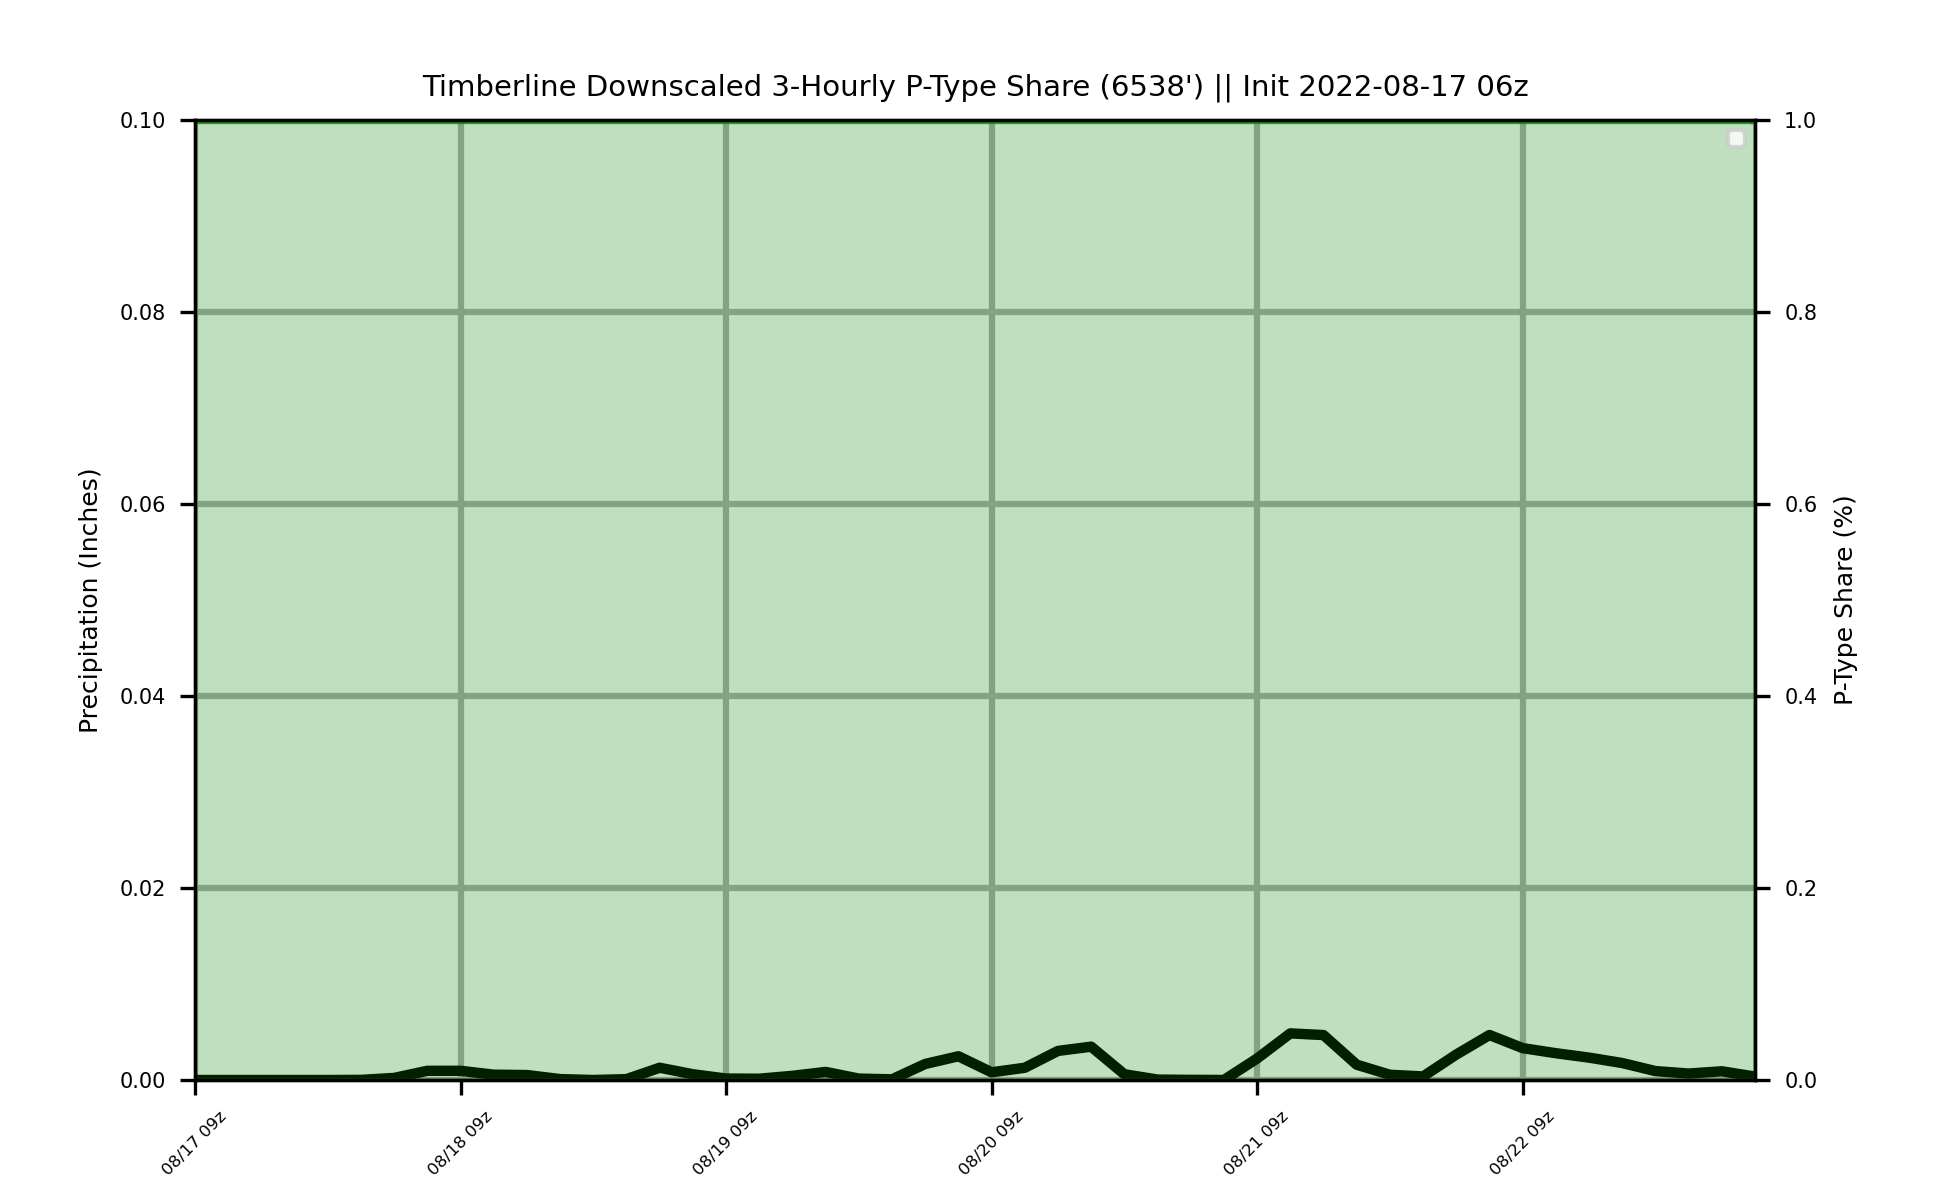 Timberline Downscaled 3-Hourly P-Type Share (6538') || Init 2022-08-17 06z
Precipitation (Inches)
0.10
0.08
0.06
0.04
0.02
0.00
1.0
0.8
0.6
0.4
0.2
0.0
P-Type Share (%)
08/17 09z
08/18 09z
08/19 09z
08/20 09z
08/21 09z
08/22 09z